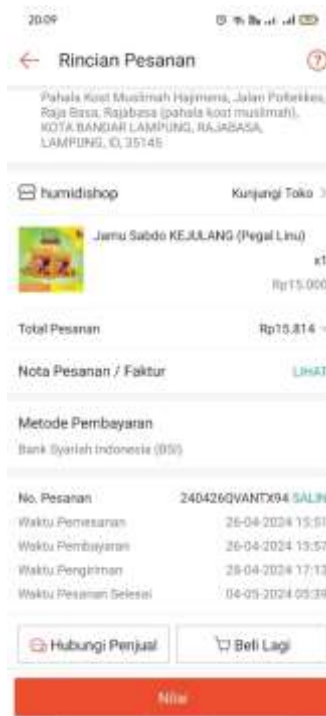 20.09
Rincian Pesanan
Pahala Kost Muslimah Hajimena, Jalan Poltekkes,
Raja Basa, Rajabasa (pahala kost muslimah),
KOTA BANDAR LAMPUNG, RAJABASA,
LAMPUNG, ID, 35145
humidishop
Kunjungi Toko
Jamu Sabdo KEJULANG (Pegal Linu)
x1
Rp15.000
Total Pesanan
Rp15.814
Nota Pesanan / Faktur
LIHAT
Metode Pembayaran
Bank Syariah Indonesia (BSI)
No. Pesanan
240426QVANTX94 SALIN
Waktu Pemesanan
26-04-2024 15:51
Waktu Pembayaran
26-04-2024 15:57
Waktu Pengiriman
28-04-2024 17:13
Waktu Pesanan Selesai
04-05-2024 05:39
Hubungi Penjual
Beli Lagi
Nilai